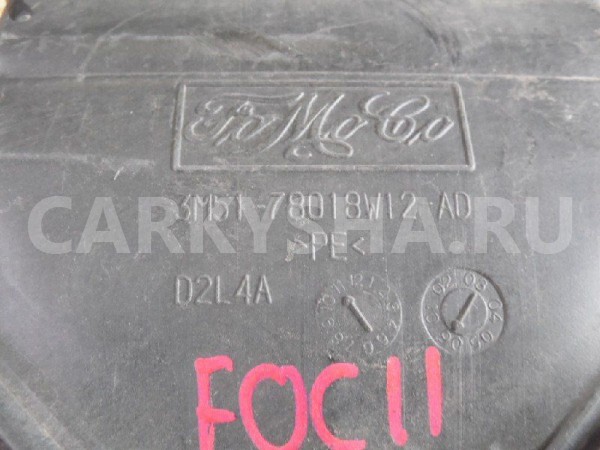 FoMoCo
3M51-78018W12-AD
CARKYSHA.RU
>PE<
D2L4A
FOC II